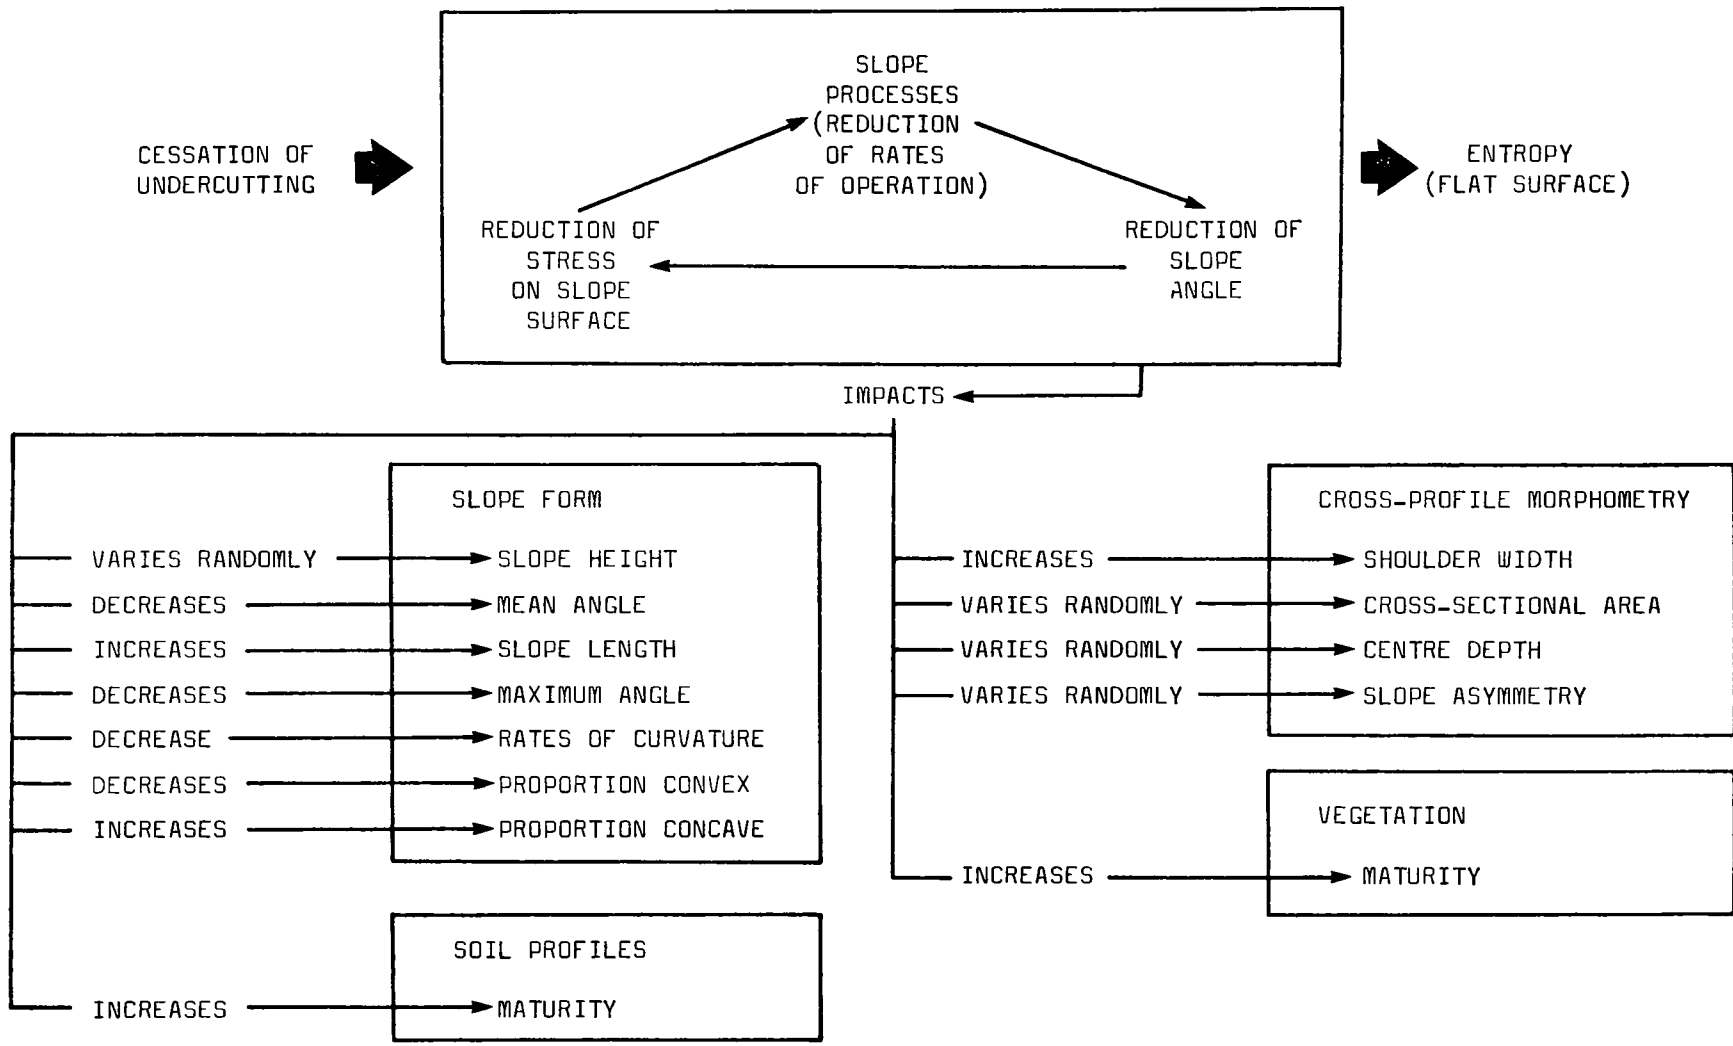 SLOPE
PROCESSES
(REDUCTION
OF RATES
OF OPERATION)
CESSATION OF
UNDERCUTTING
ENTROPY
(FLAT SURFACE)
REDUCTION OF
STRESS
ON SLOPE
SURFACE
REDUCTION OF
SLOPE
ANGLE
IMPACTS
SLOPE FORM
VARIES RANDOMLY SLOPE HEIGHT
DECREASES MEAN ANGLE
INCREASES SLOPE LENGTH
DECREASES MAXIMUM ANGLE
DECREASE RATES OF CURVATURE
DECREASES PROPORTION CONVEX
INCREASES PROPORTION CONCAVE
SOIL PROFILES
INCREASES MATURITY
CROSS-PROFILE MORPHOMETRY
INCREASES SHOULDER WIDTH
VARIES RANDOMLY CROSS-SECTIONAL AREA
VARIES RANDOMLY CENTRE DEPTH
VARIES RANDOMLY SLOPE ASYMMETRY
VEGETATION
INCREASES MATURITY